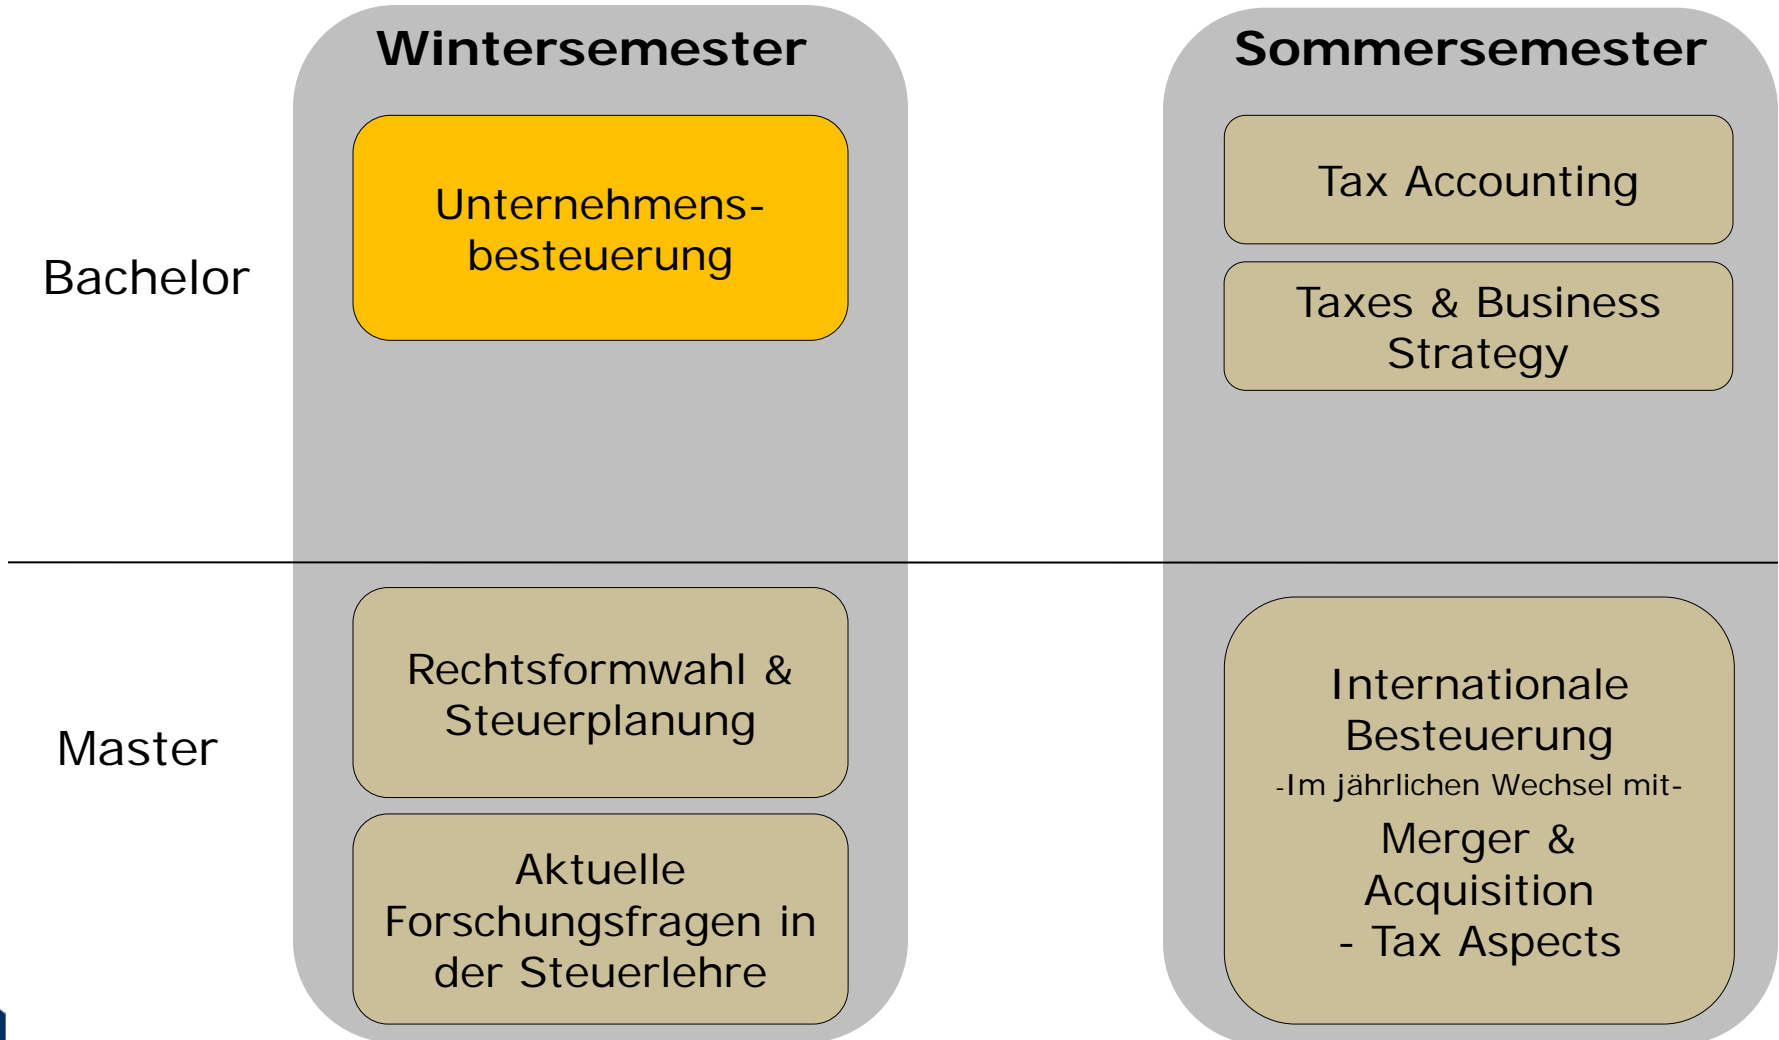 Wintersemester
Sommersemester
Bachelor
Unternehmens-
besteuerung
Tax Accounting
Taxes & Business
Strategy
Master
Rechtsformwahl &
Steuerplanung
Aktuelle
Forschungsfragen in
der Steuerlehre
Internationale
Besteuerung
-Im jährlichen Wechsel mit-
Merger &
Acquisition
- Tax Aspects